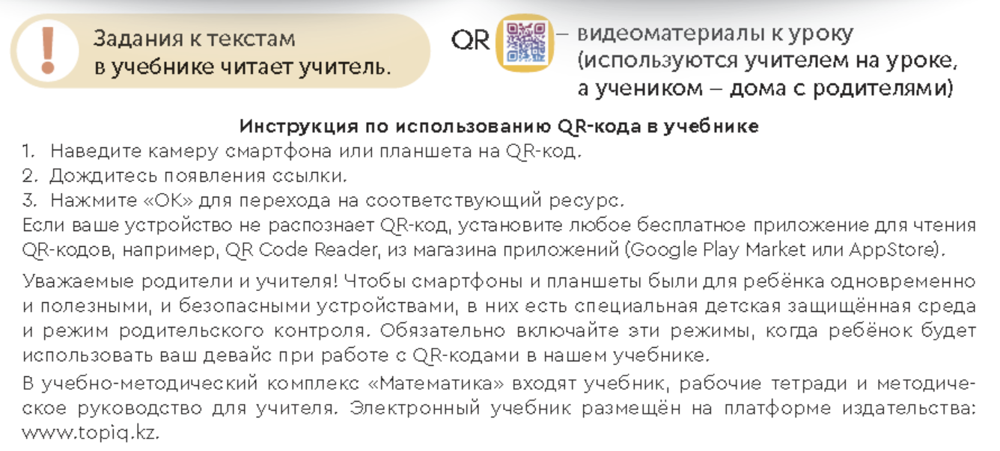 Задания к текстам
в учебнике читает учитель.
QR – видеоматериалы к уроку
(используются учителем на уроке,
а учеником – дома с родителями)
Инструкция по использованию QR-кода в учебнике
1. Наведите камеру смартфона или планшета на QR-код.
2. Дождитесь появления ссылки.
3. Нажмите «ОК» для перехода на соответствующий ресурс.
Если ваше устройство не распознает QR-код, установите любое бесплатное приложение для чтения
QR-кодов, например, QR Code Reader, из магазина приложений (Google Play Market или AppStore).
Уважаемые родители и учителя! Чтобы смартфоны и планшеты были для ребёнка одновременно
и полезными, и безопасными устройствами, в них есть специальная детская защищённая среда
и режим родительского контроля. Обязательно включайте эти режимы, когда ребёнок будет
использовать ваш девайс при работе с QR-кодами в нашем учебнике.
В учебно-методический комплекс «Математика» входят учебник, рабочие тетради и методиче-
ское руководство для учителя. Электронный учебник размещён на платформе издательства:
www.topiq.kz.